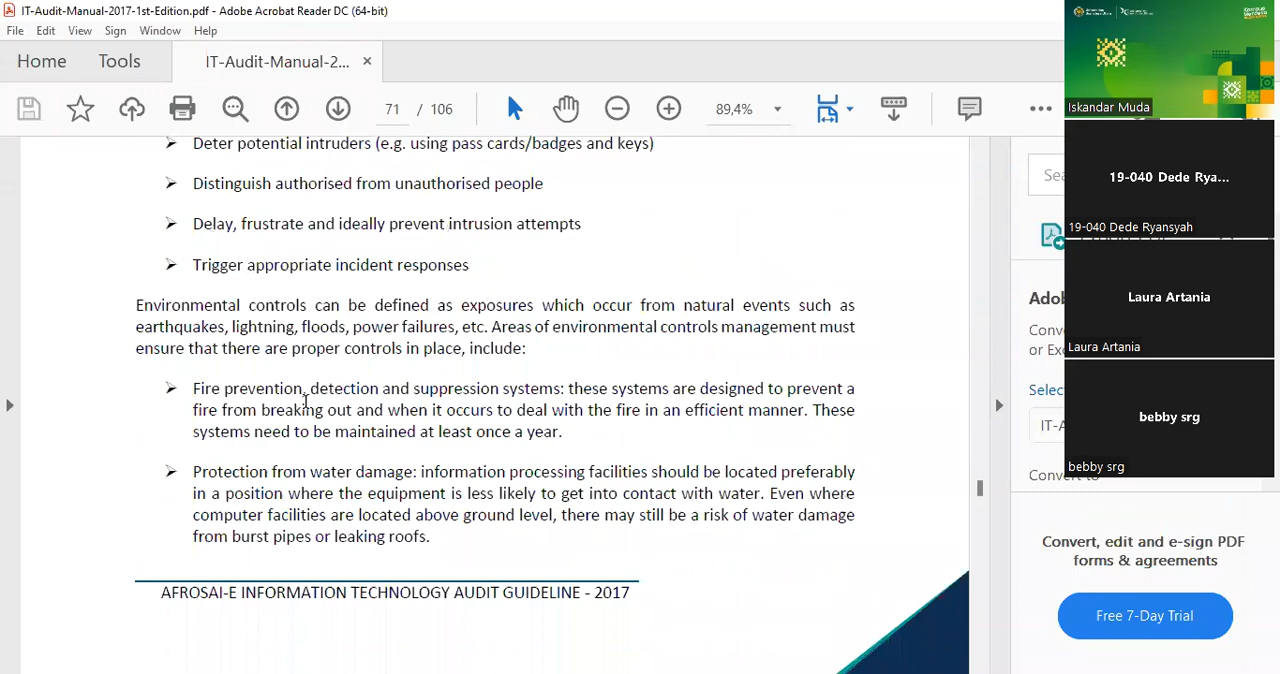 IT-Audit-Manual-2017-1st-Edition.pdf - Adobe Acrobat Reader DC (64-bit)
File Edit View Sign Window Help
Home Tools IT-Audit-Manual-2... ×
71 / 106 89,4%
Deter potential intruders (e.g. using pass cards/badges and keys)
Distinguish authorised from unauthorised people
Delay, frustrate and ideally prevent intrusion attempts
Trigger appropriate incident responses
Environmental controls can be defined as exposures which occur from natural events such as
earthquakes, lightning, floods, power failures, etc. Areas of environmental controls management must
ensure that there are proper controls in place, include:
Fire prevention, detection and suppression systems: these systems are designed to prevent a
fire from breaking out and when it occurs to deal with the fire in an efficient manner. These
systems need to be maintained at least once a year.
Protection from water damage: information processing facilities should be located preferably
in a position where the equipment is less likely to get into contact with water. Even where
computer facilities are located above ground level, there may still be a risk of water damage
from burst pipes or leaking roofs.
AFROSAI-E INFORMATION TECHNOLOGY AUDIT GUIDELINE - 2017
Sea
Adob
Conv
or Ex
Selec
IT-A
Convert to
Convert, edit and e-sign PDF
forms & agreements
Free 7-Day Trial
Iskandar Muda
19-040 Dede Rya...
19-040 Dede Ryansyah
Laura Artania
Laura Artania
bebby srg
bebby srg